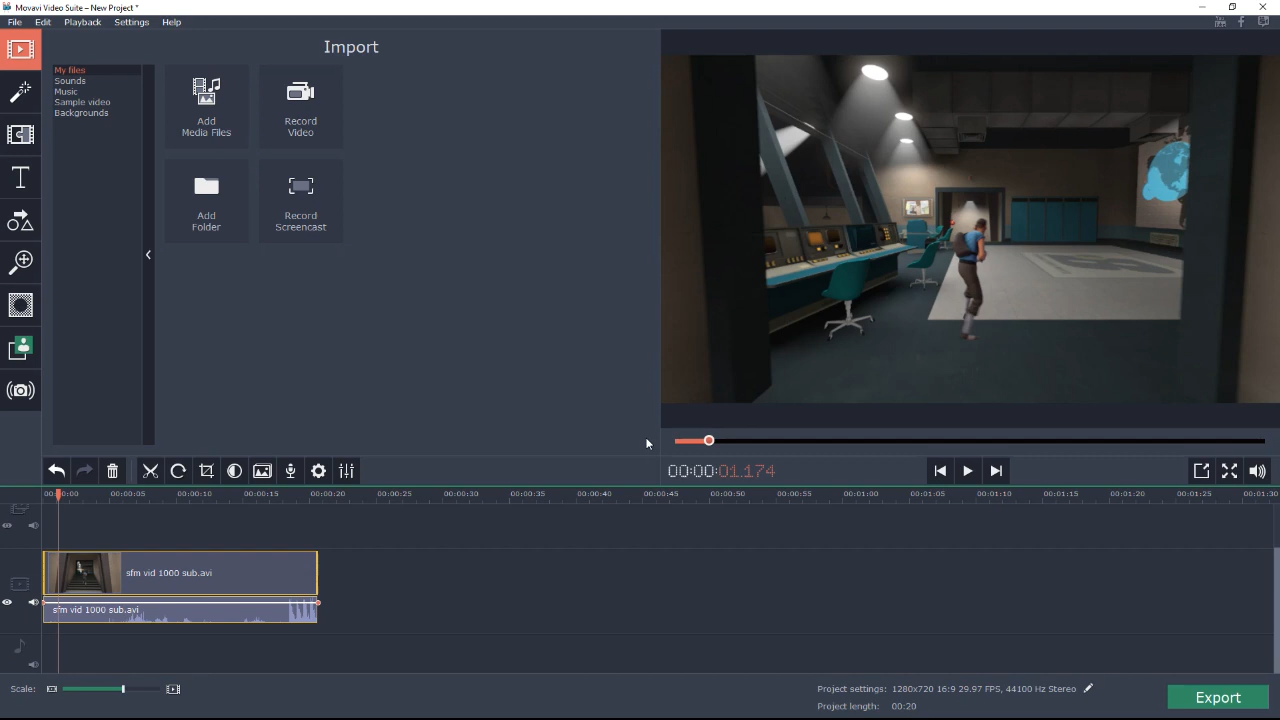 Movavi Video Suite – New Project *
File Edit Playback Settings Help
Import
My files
Sounds
Music
Sample video
Backgrounds
Add
Media Files
Record
Video
Add
Folder
Record
Screencast
00:00:01.174
00:00:05 00:00:10 00:00:15 00:00:20 00:00:25 00:00:30 00:00:35 00:00:40 00:00:45 00:00:50 00:00:55 00:01:00 00:01:05 00:01:10 00:01:15 00:01:20 00:01:25 00:01:30
sfm vid 1000 sub.avi
sfm vid 1000 sub.avi
Scale:
Project settings: 1280x720 16:9 29.97 FPS, 44100 Hz Stereo
Project length: 00:20
Export